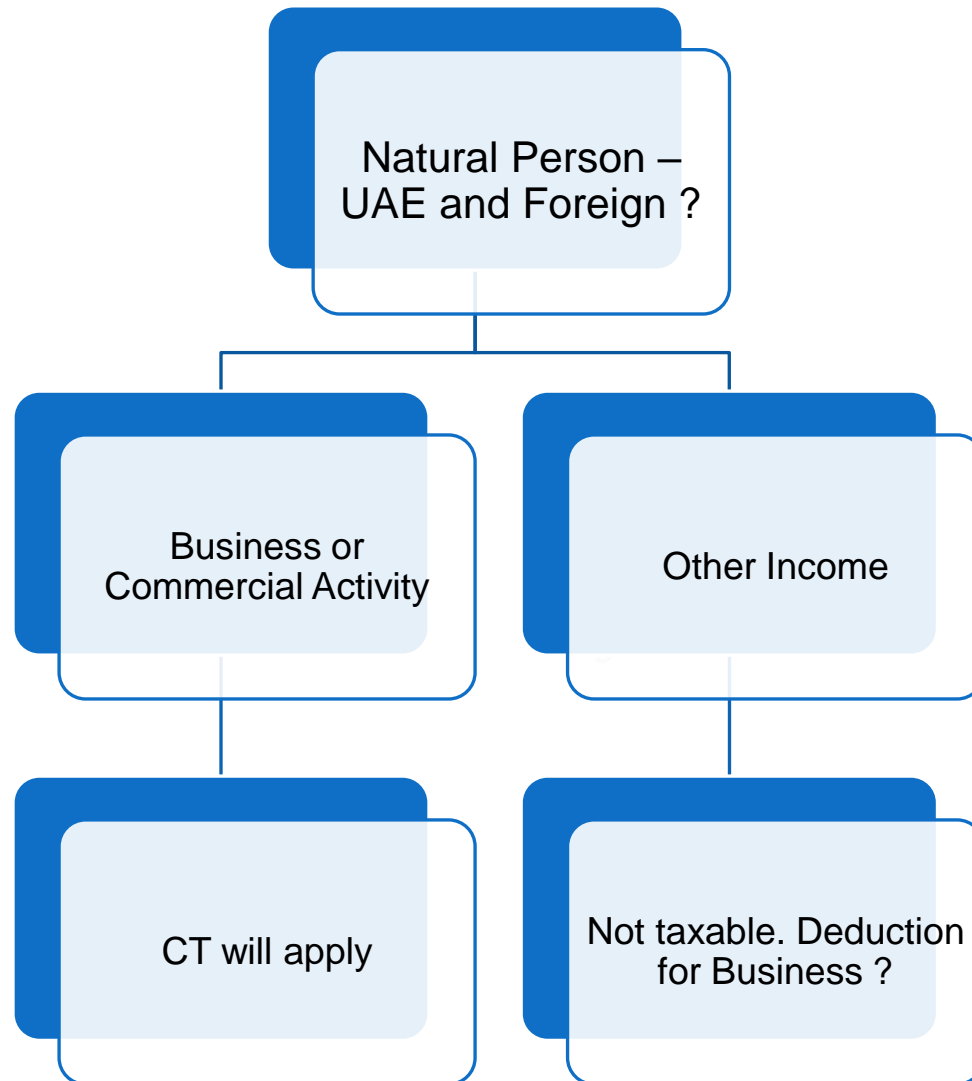 Natural Person –
UAE and Foreign ?
Business or
Commercial Activity
Other Income
CT will apply
Not taxable. Deduction
for Business ?